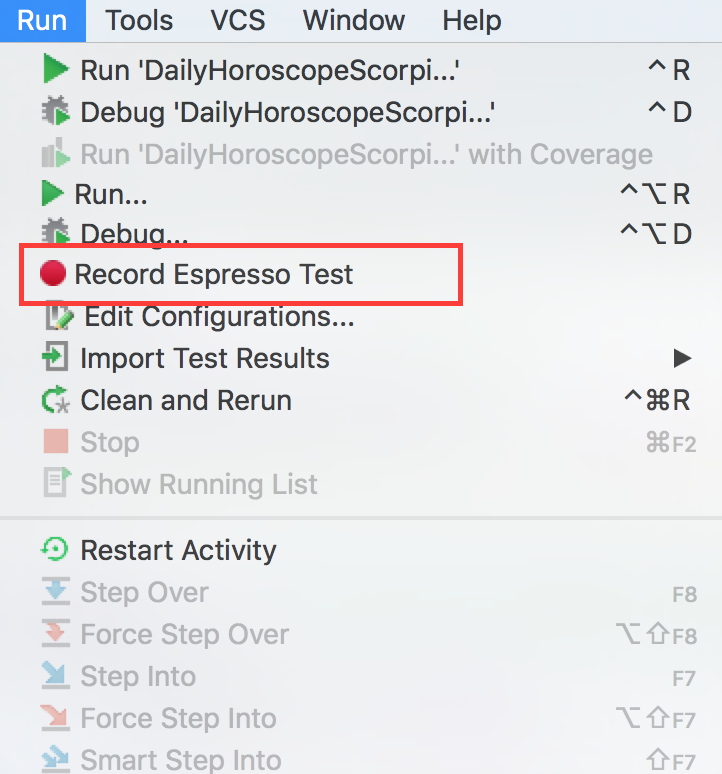 Run Tools VCS Window Help
Run 'DailyHoroscopeScorpi...' ^ R
Debug 'DailyHoroscopeScorpi...' ^ D
Run 'DailyHoroscopeScorpi...' with Coverage
Run... ^⌥ R
Debug... ^⌥ D
Record Espresso Test
Edit Configurations...
Import Test Results ▶
Clean and Rerun ^⌘R
Stop ⌘F2
Show Running List
Restart Activity
Step Over F8
Force Step Over ⌥⇧F8
Step Into F7
Force Step Into ⌥⇧F7
Smart Step Into ⇧F7